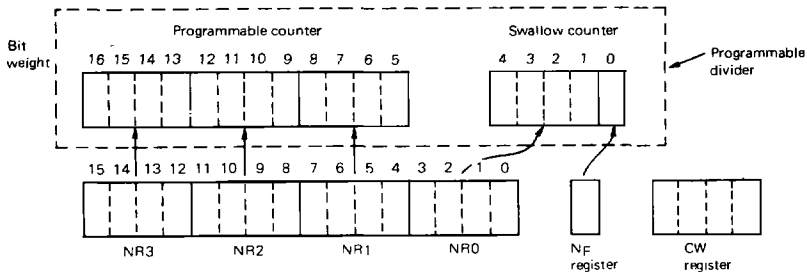 Programmable counter
Swallow counter
Bit weight
16 15 14 13 12 11 10 9 8 7 6 5
4 3 2 1 0
Programmable divider
15 14 13 12 11 10 9 8 7 6 5 4 3 2 1 0
NR3 NR2 NR1 NR0
NF register
CW register